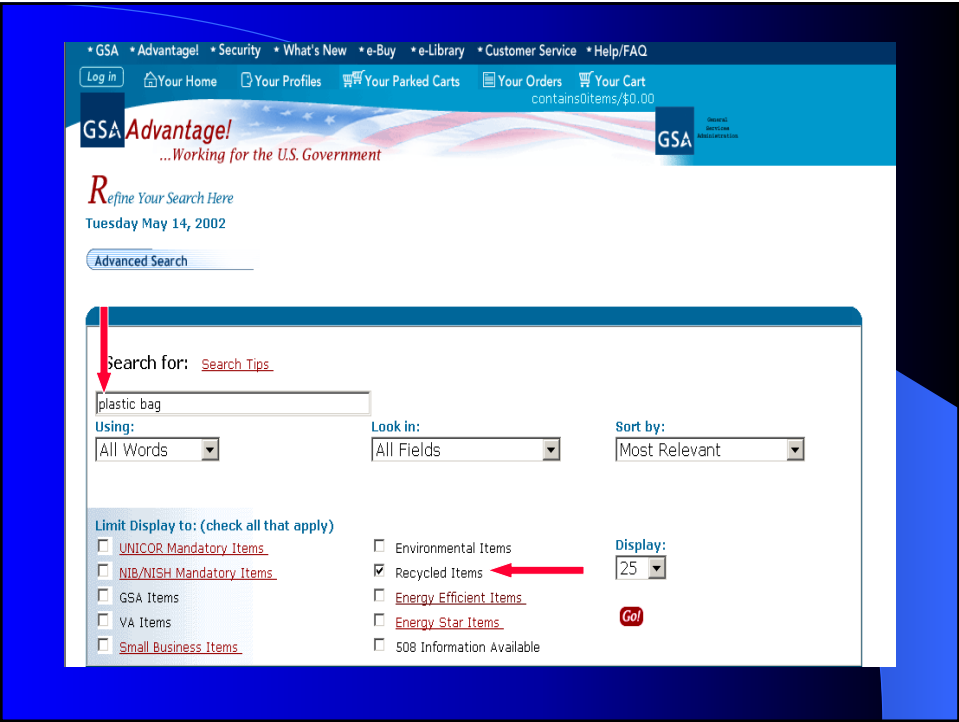 * GSA * Advantage! * Security * What's New * e-Buy * e-Library * Customer Service * Help/FAQ
Log in Your Home Your Profiles Your Parked Carts Your Orders Your Cart
contains0items/$0.00
GSA Advantage!
...Working for the U.S. Government
GSA
General
Services
Administration
Refine Your Search Here
Tuesday May 14, 2002
Advanced Search
Search for: Search Tips
plastic bag
Using: Look in: Sort by:
All Words All Fields Most Relevant
Limit Display to: (check all that apply)
UNICOR Mandatory Items Environmental Items Display:
NIB/NISH Mandatory Items Recycled Items 25
GSA Items Energy Efficient Items
VA Items Energy Star Items Go!
Small Business Items 508 Information Available